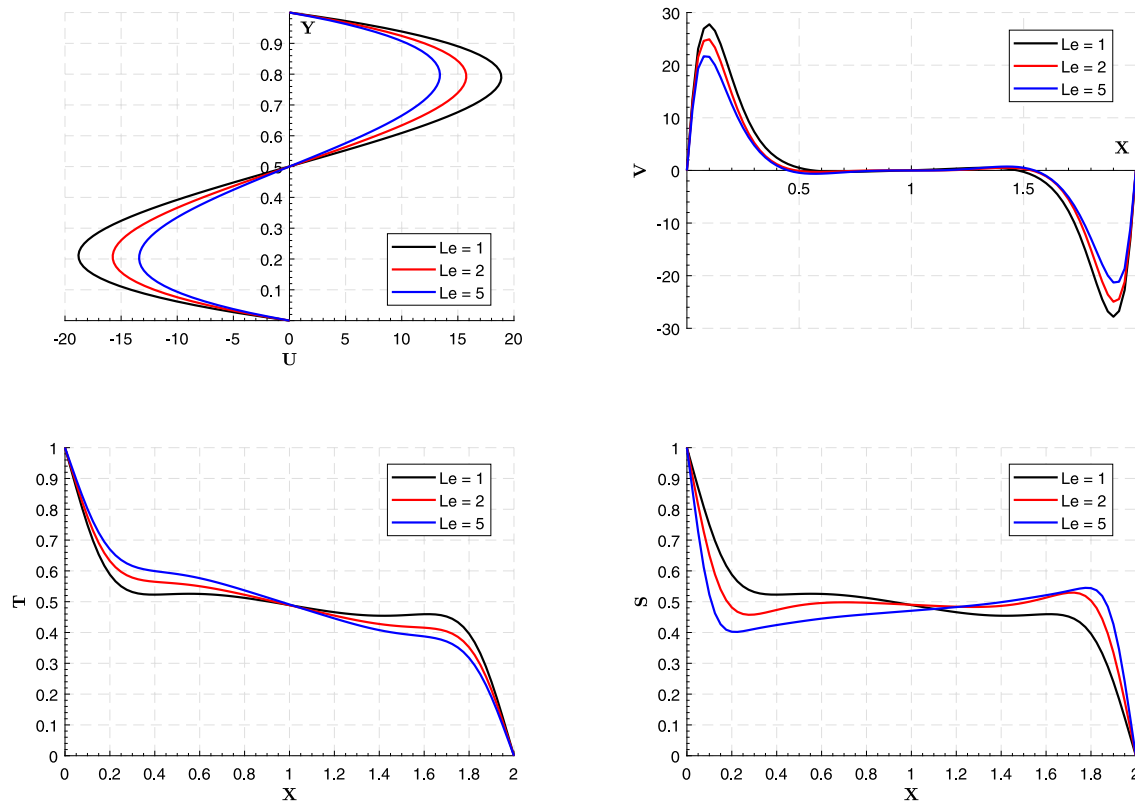 Y
0.9
0.8
0.7
0.6
0.5
0.4
0.3
0.2
0.1
-20 -15 -10 -5 0 5 10 15 20
U
Le = 1
Le = 2
Le = 5
30
20
10
0
-10
-20
-30
V
0.5 1 1.5
X
Le = 1
Le = 2
Le = 5
1
0.9
0.8
0.7
0.6
0.5
0.4
0.3
0.2
0.1
0
T
0 0.2 0.4 0.6 0.8 1 1.2 1.4 1.6 1.8 2
X
Le = 1
Le = 2
Le = 5
1
0.9
0.8
0.7
0.6
0.5
0.4
0.3
0.2
0.1
0
S
0 0.2 0.4 0.6 0.8 1 1.2 1.4 1.6 1.8 2
X
Le = 1
Le = 2
Le = 5